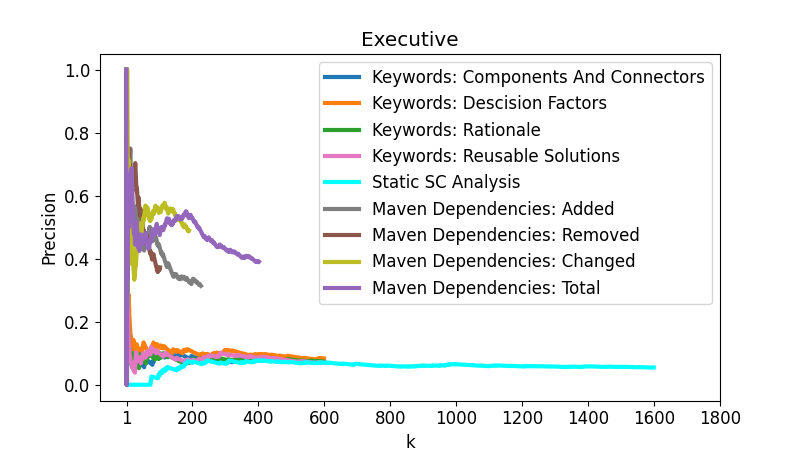 Executive
Precision
1.0
0.8
0.6
0.4
0.2
0.0
Keywords: Components And Connectors
Keywords: Descision Factors
Keywords: Rationale
Keywords: Reusable Solutions
Static SC Analysis
Maven Dependencies: Added
Maven Dependencies: Removed
Maven Dependencies: Changed
Maven Dependencies: Total
1 200 400 600 800 1000 1200 1400 1600 1800
k